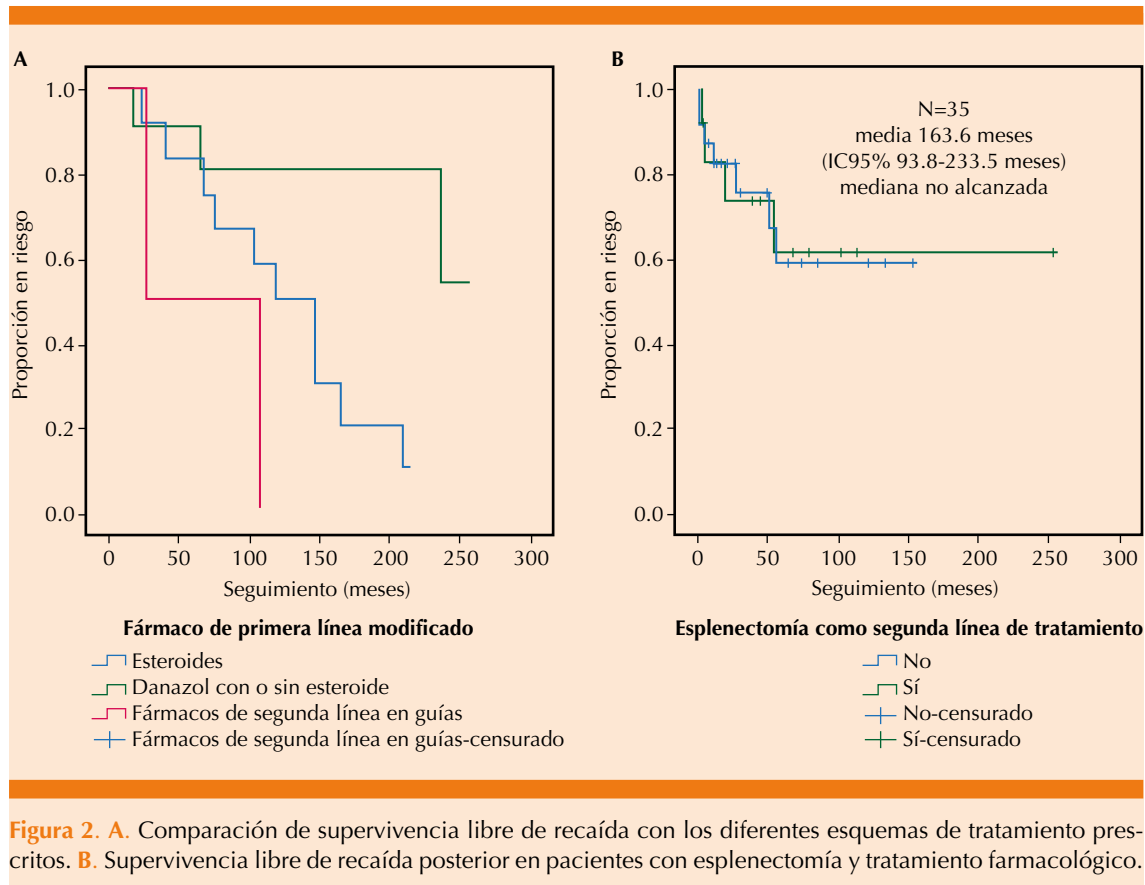 A
1.0
0.8
0.6
0.4
0.2
0.0
Proporción en riesgo
0 50 100 150 200 250 300
Seguimiento (meses)
Fármaco de primera línea modificado
Esteroides
Danazol con o sin esteroide
Fármacos de segunda línea en guías
Fármacos de segunda línea en guías-censurado
B
N=35
media 163.6 meses
(IC95% 93.8-233.5 meses)
mediana no alcanzada
1.0
0.8
0.6
0.4
0.2
0.0
Proporción en riesgo
0 50 100 150 200 250 300
Seguimiento (meses)
Esplenectomía como segunda línea de tratamiento
No
Sí
No-censurado
Sí-censurado
Figura 2. A. Comparación de supervivencia libre de recaída con los diferentes esquemas de tratamiento pres-
critos. B. Supervivencia libre de recaída posterior en pacientes con esplenectomía y tratamiento farmacológico.